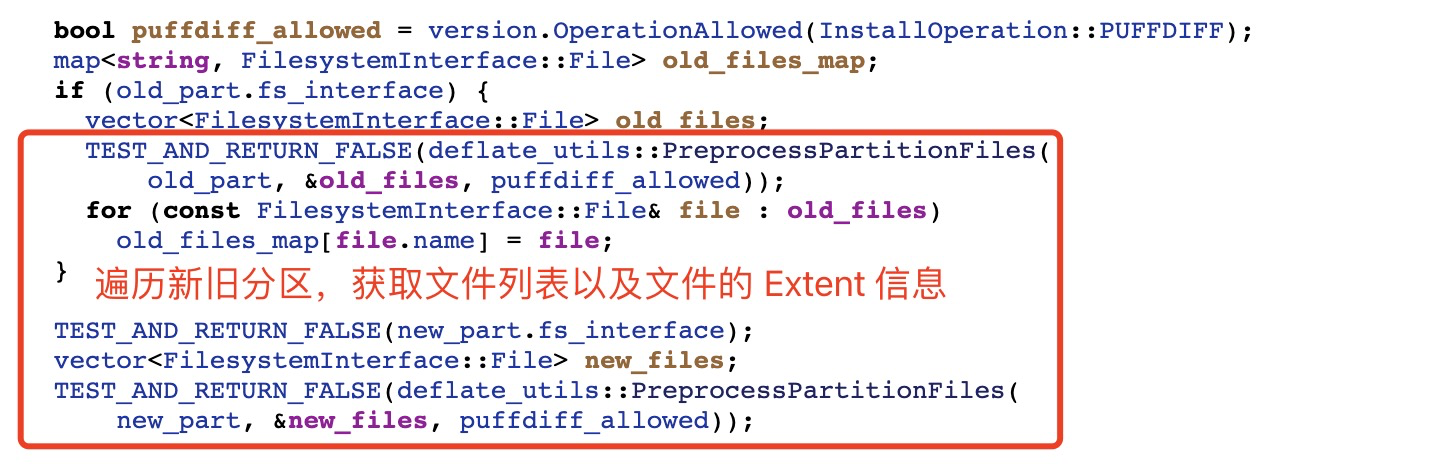 bool puffdiff_allowed = version.OperationAllowed(InstallOperation::PUFFDIFF);
map<string, FilesystemInterface::File> old_files_map;
if (old_part.fs_interface) {
vector<FilesystemInterface::File> old_files;
TEST_AND_RETURN_FALSE(deflate_utils::PreprocessPartitionFiles(
old_part, &old_files, puffdiff_allowed));
for (const FilesystemInterface::File& file : old_files)
old_files_map[file.name] = file;
}
遍历新旧分区，获取文件列表以及文件的 Extent 信息
TEST_AND_RETURN_FALSE(new_part.fs_interface);
vector<FilesystemInterface::File> new_files;
TEST_AND_RETURN_FALSE(deflate_utils::PreprocessPartitionFiles(
new_part, &new_files, puffdiff_allowed));